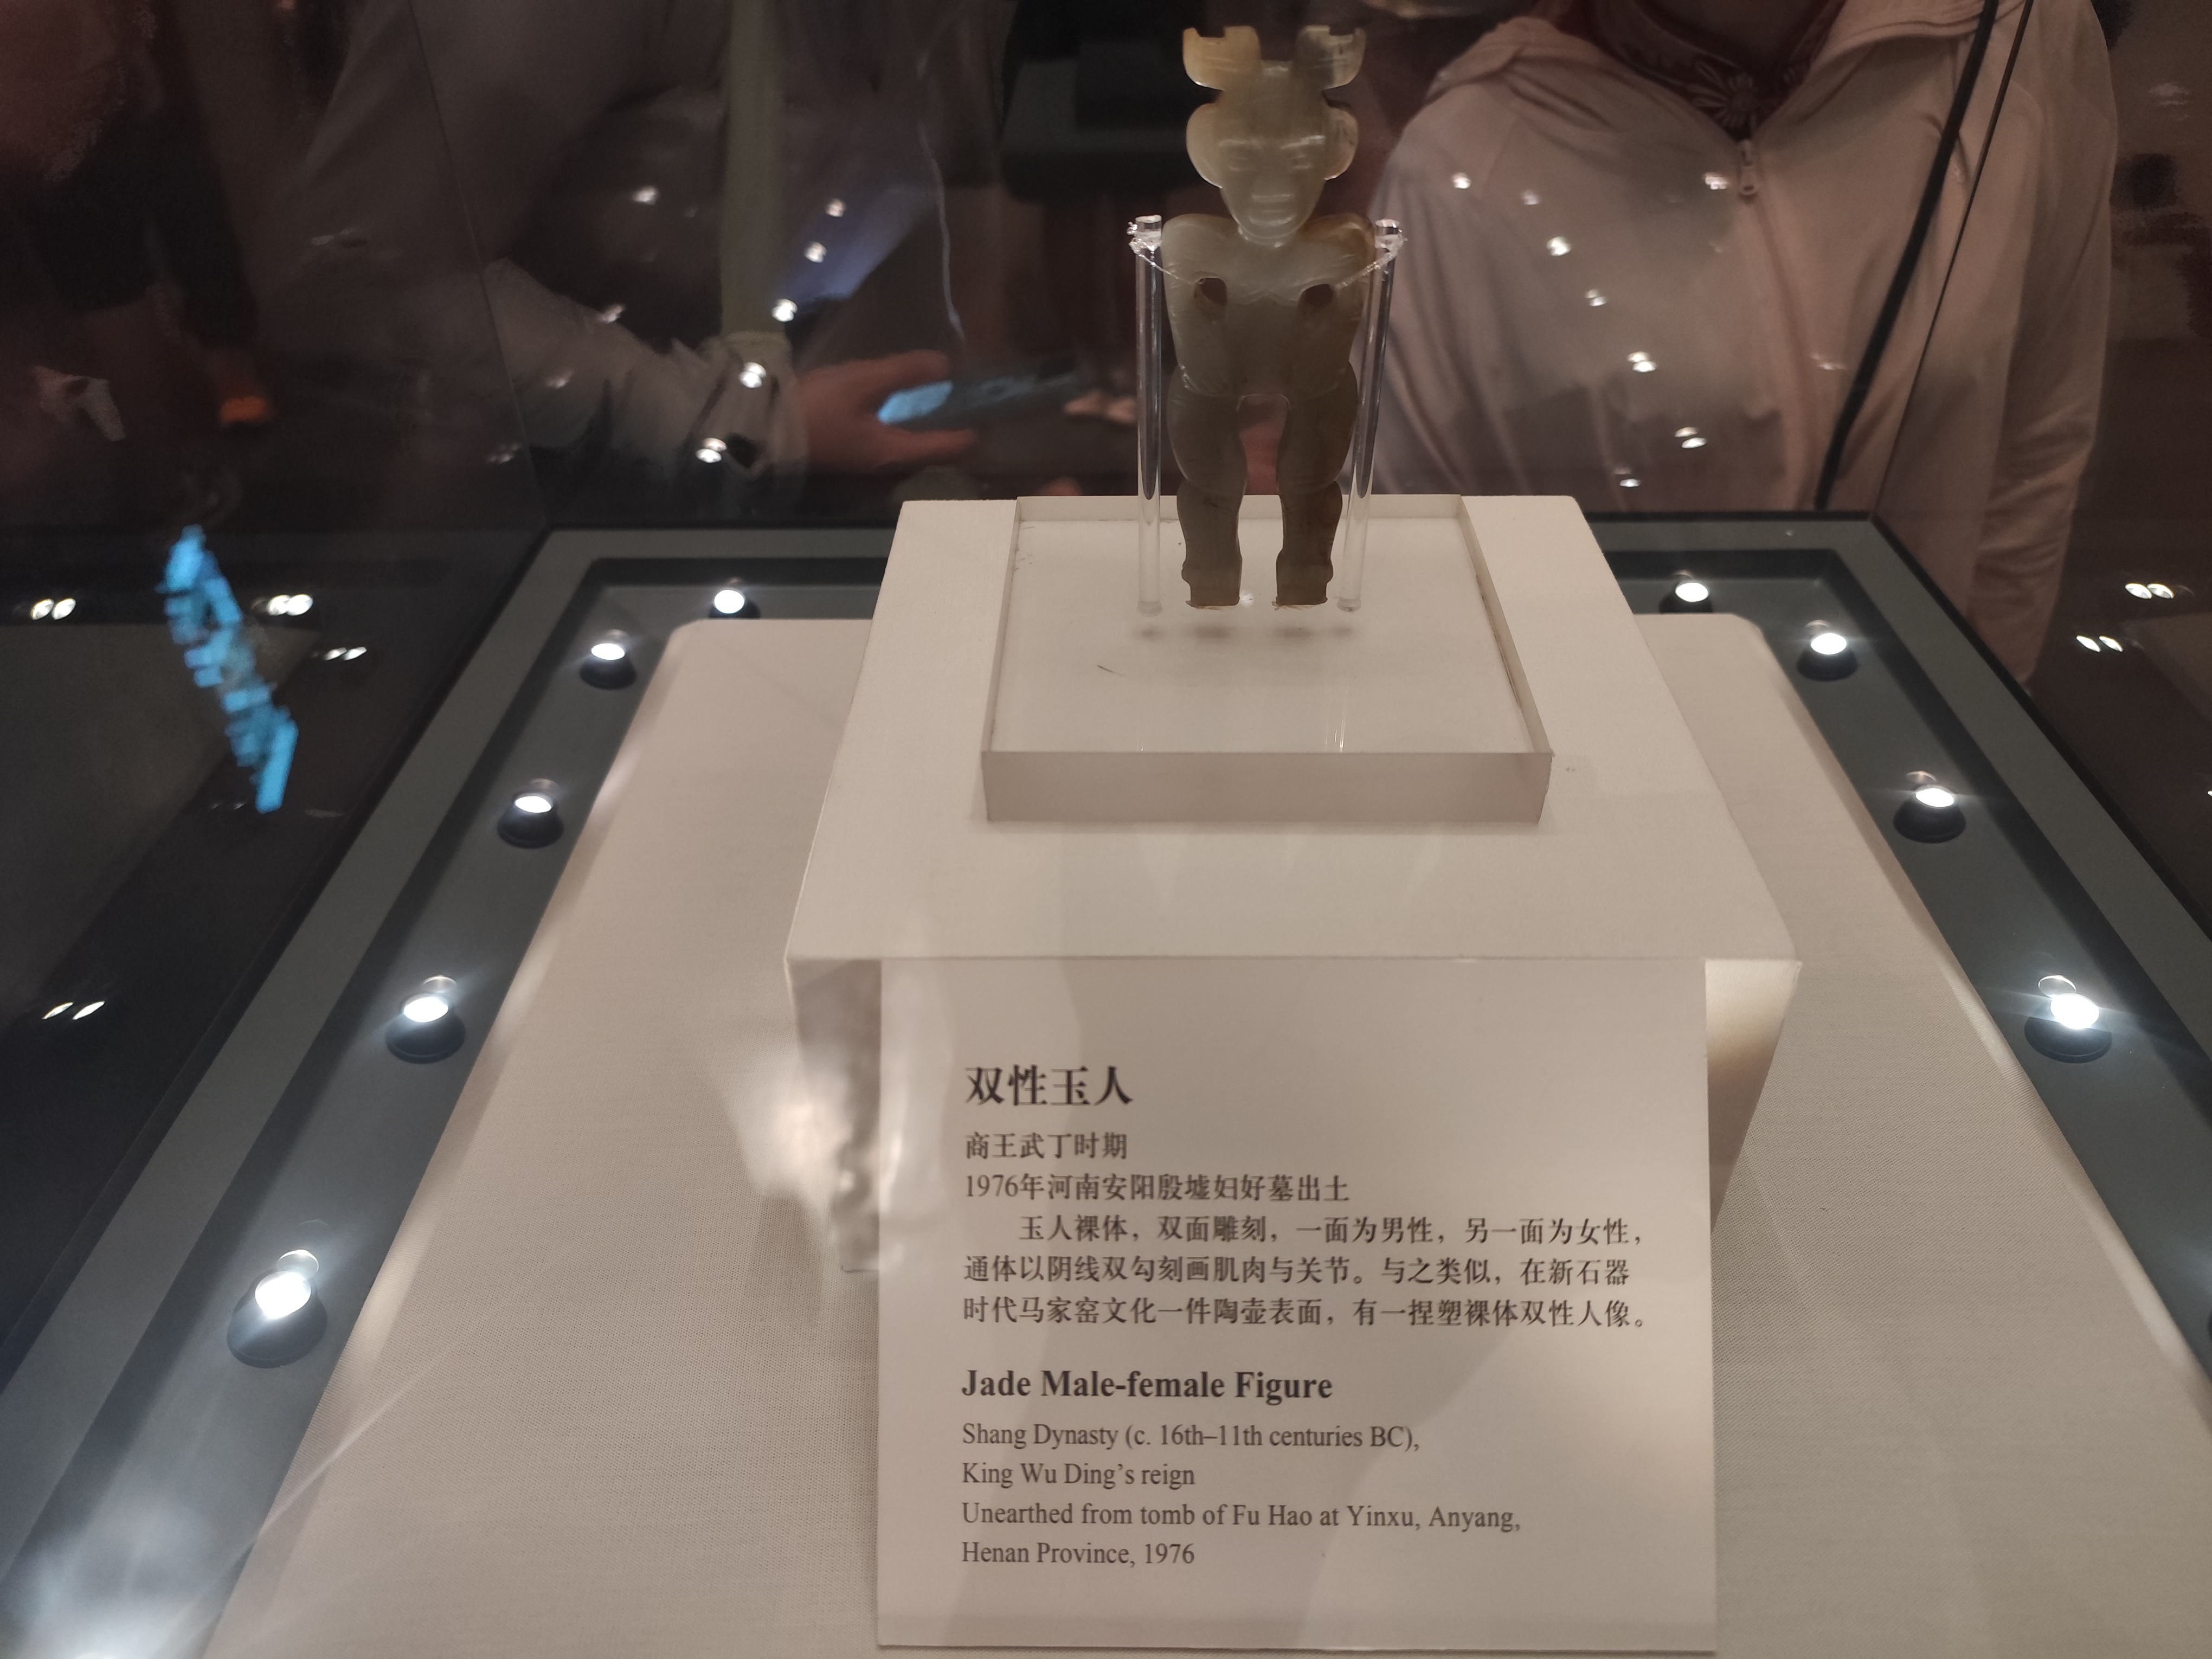 双性玉人
商王武丁时期
1976年河南安阳殷墟妇好墓出土
玉人裸体，双面雕刻，一面为男性，另一面为女性，
通体以阴线双勾刻画肌肉与关节。与之类似，在新石器
时代马家窑文化一件陶壶表面，有一捏塑裸体双性人像。
Jade Male-female Figure
Shang Dynasty (c. 16th–11th centuries BC),
King Wu Ding’s reign
Unearthed from tomb of Fu Hao at Yinxu, Anyang,
Henan Province, 1976